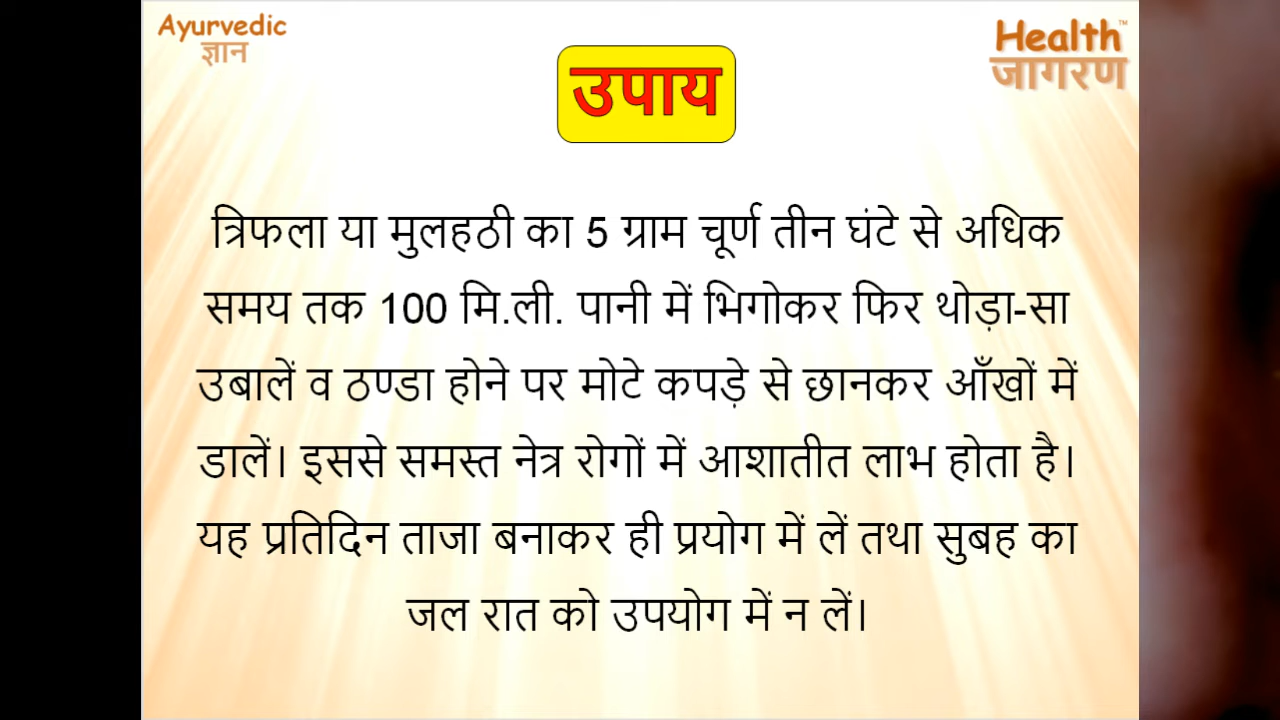 Ayurvedic
ज्ञान
Health™
जागरण
उपाय
त्रिफला या मुलहठी का 5 ग्राम चूर्ण तीन घंटे से अधिक
समय तक 100 मि.ली. पानी में भिगोकर फिर थोड़ा-सा
उबालें व ठण्डा होने पर मोटे कपड़े से छानकर आँखों में
डालें। इससे समस्त नेत्र रोगों में आशातीत लाभ होता है।
यह प्रतिदिन ताजा बनाकर ही प्रयोग में लें तथा सुबह का
जल रात को उपयोग में न लें।